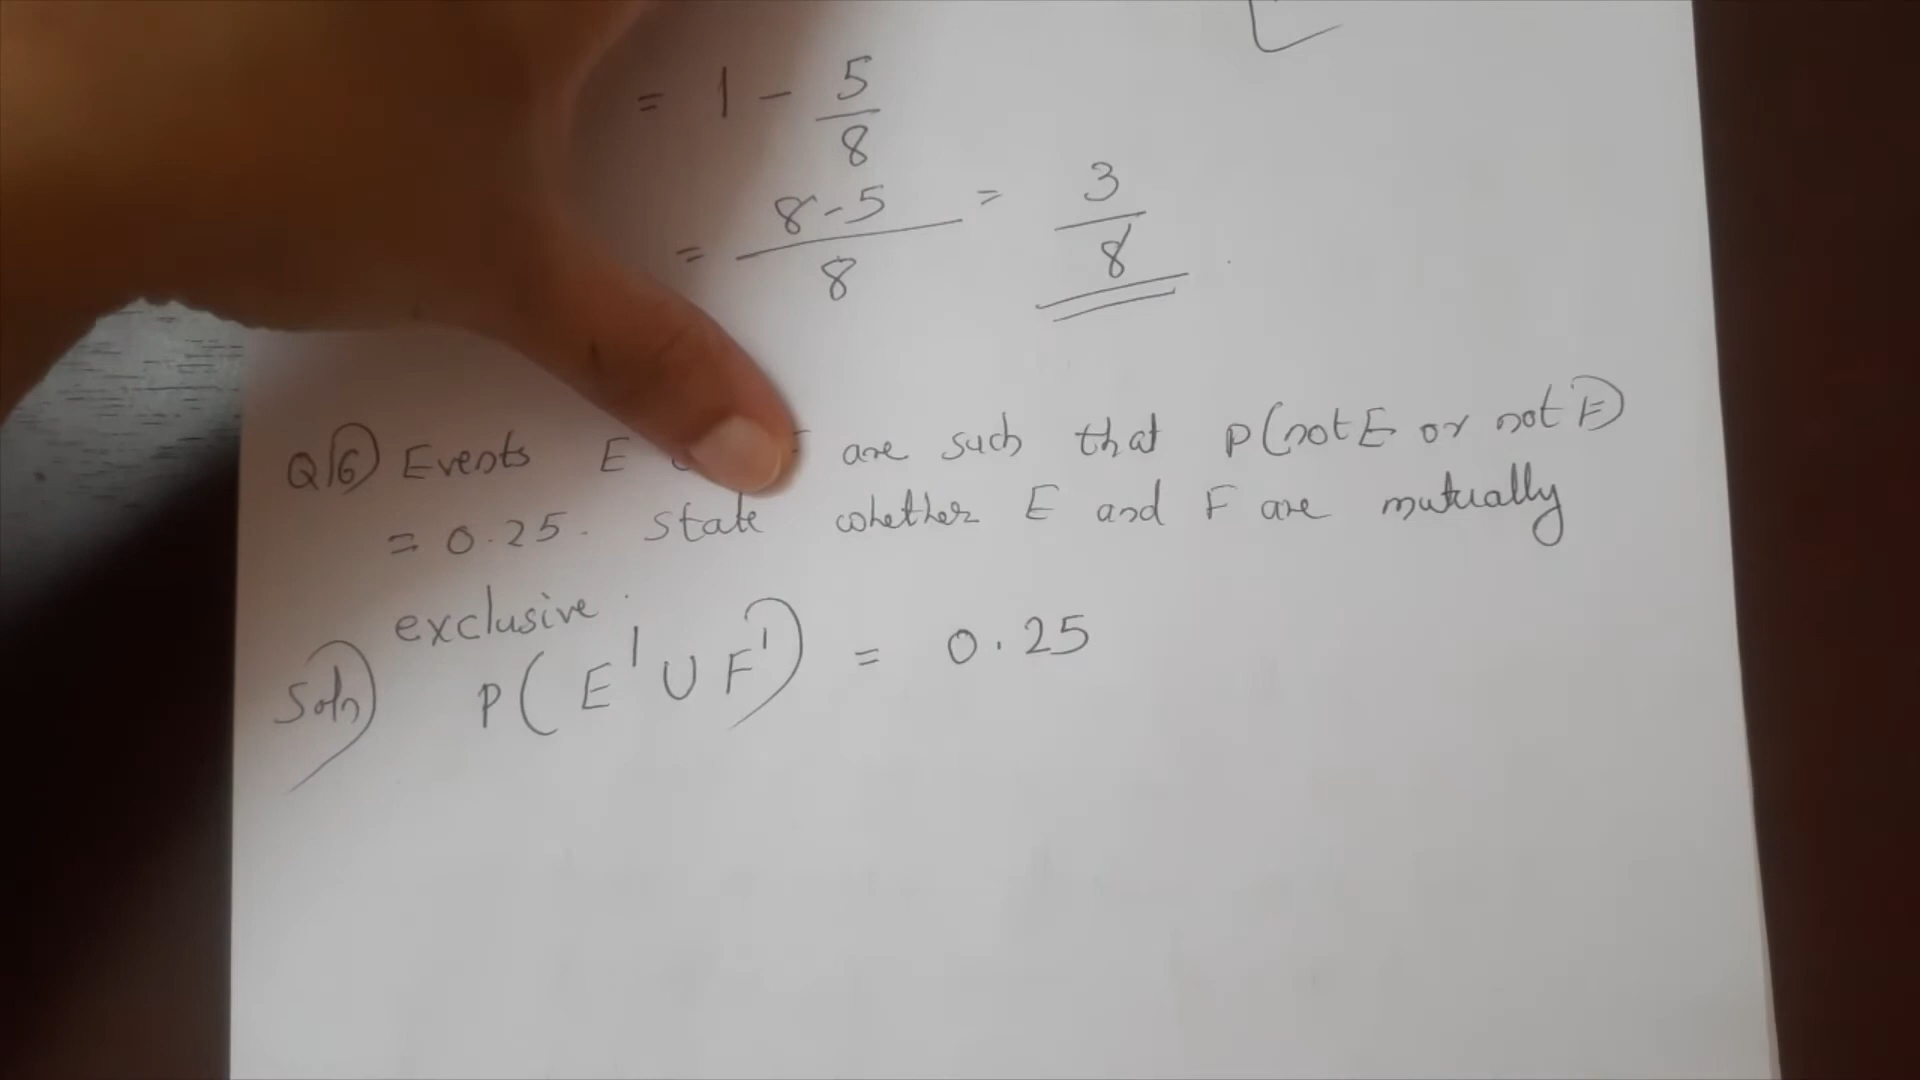 = 1 - 5/8
= 8-5/8 = 3/8
Q16) Events E are such that P(not E or not F)
= 0.25. State whether E and F are mutually
exclusive.
Soln) P(E' ∪ F') = 0.25